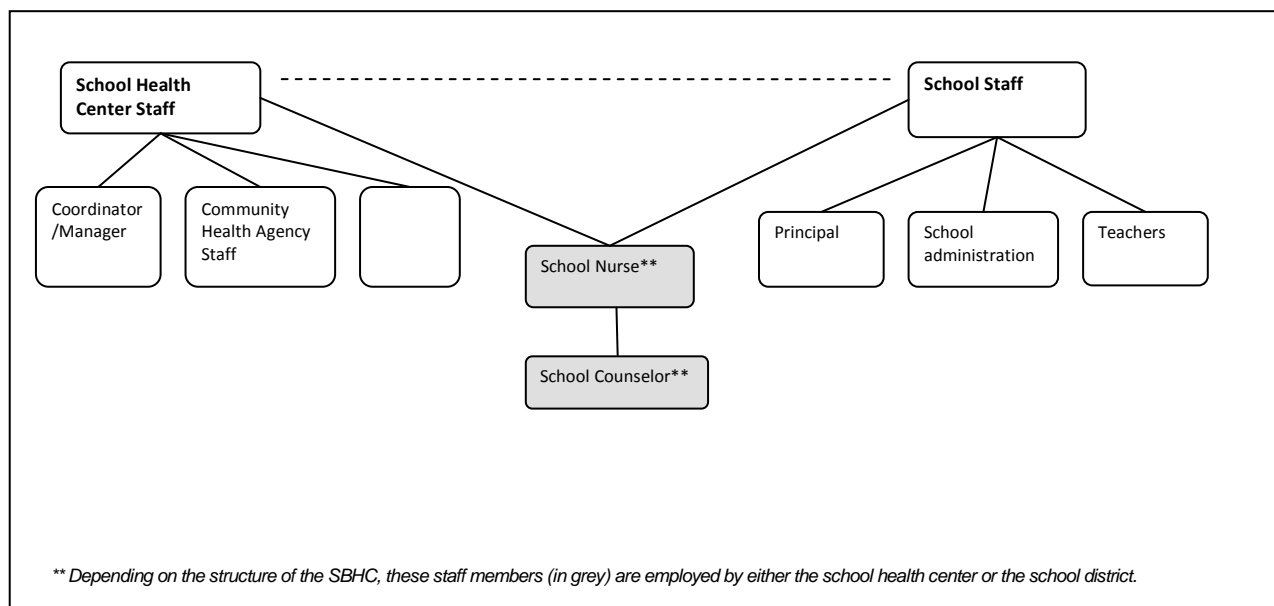 School Health
Center Staff
School Staff
Coordinator
/Manager
Community
Health Agency
Staff
Principal
School
administration
Teachers
School Nurse**
School Counselor**
** Depending on the structure of the SBHC, these staff members (in grey) are employed by either the school health center or the school district.